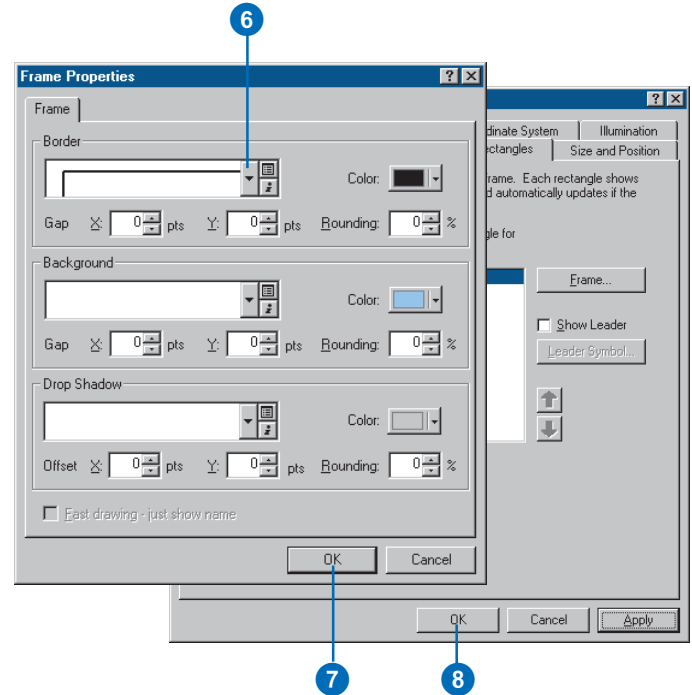 6
Frame Properties
Frame
Border
Color:
Gap X: 0 pts Y: 0 pts Rounding: 0 %
Background
Color:
Gap X: 0 pts Y: 0 pts Rounding: 0 %
Drop Shadow
Color:
Offset X: 0 pts Y: 0 pts Rounding: 0 %
Fast drawing - just show name
OK Cancel
dinate System Illumination
ectangles Size and Position
rame. Each rectangle shows
d automatically updates if the
gle for
Frame...
Show Leader
Leader Symbol...
OK Cancel Apply
7 8